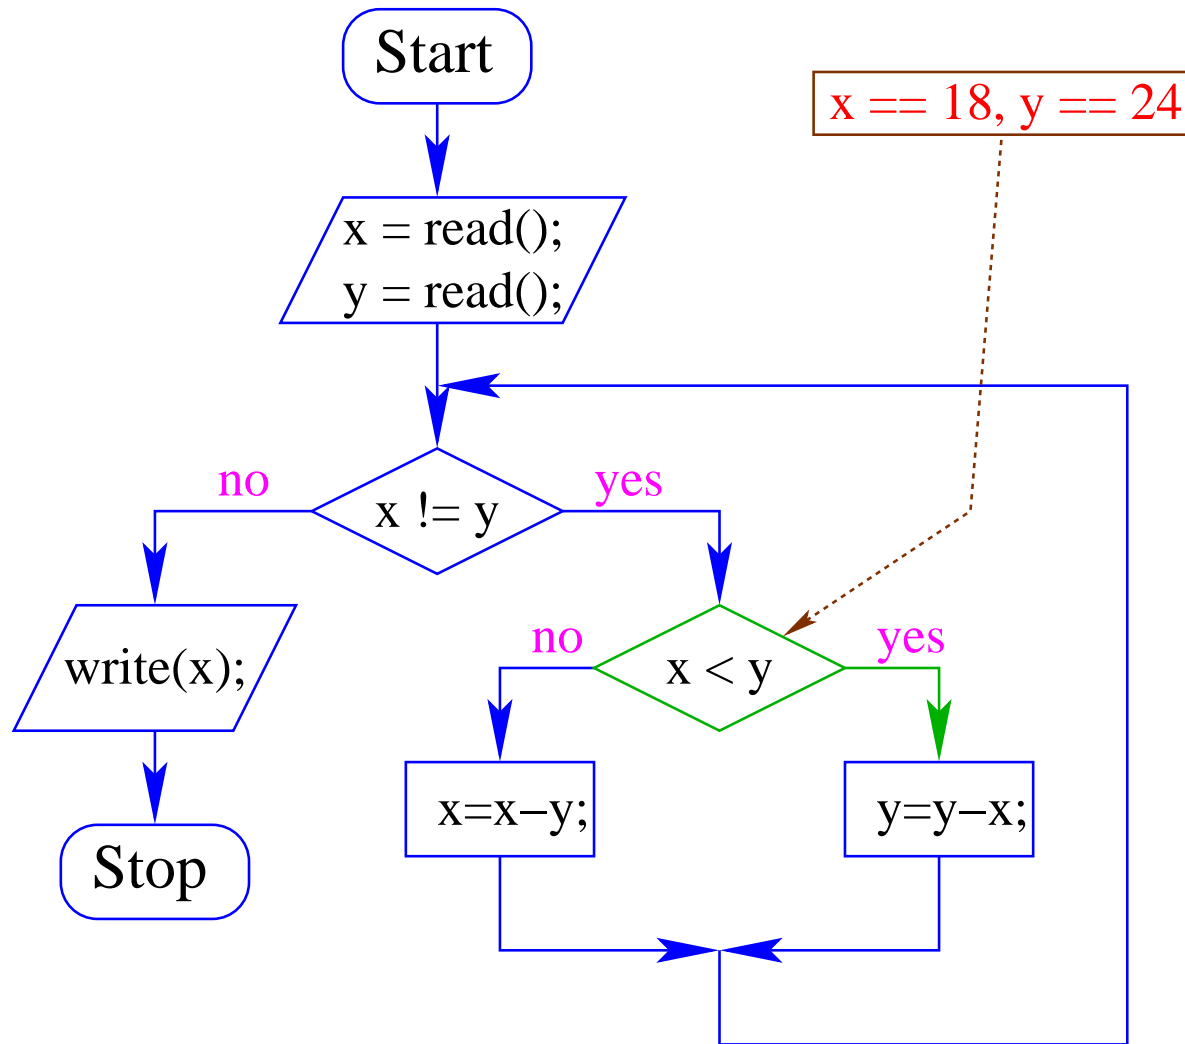 Start
x == 18, y == 24
x = read();
y = read();
no
x != y
yes
write(x);
no
x < y
yes
x=x−y;
y=y−x;
Stop